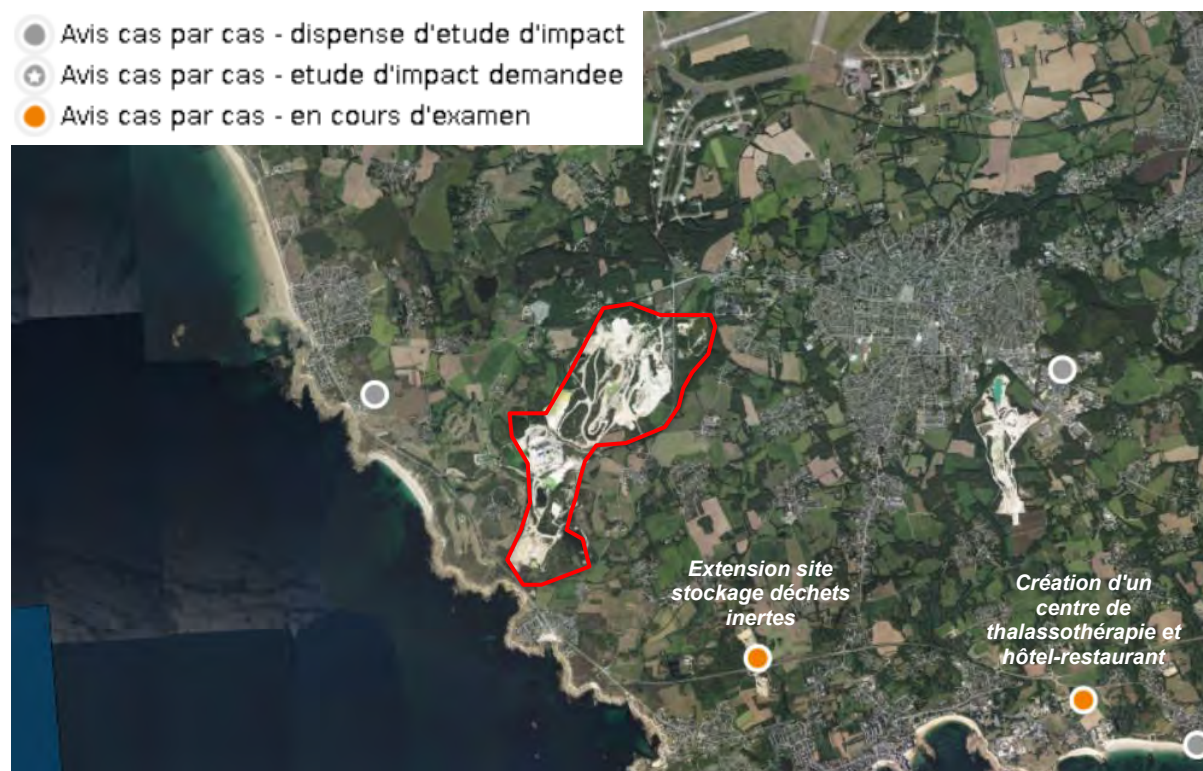 Avis cas par cas - dispense d'etude d'impact
Avis cas par cas - etude d'impact demandee
Avis cas par cas - en cours d'examen
Extension site
stockage déchets
inertes
Création d'un
centre de
thalassothérapie et
hôtel-restaurant